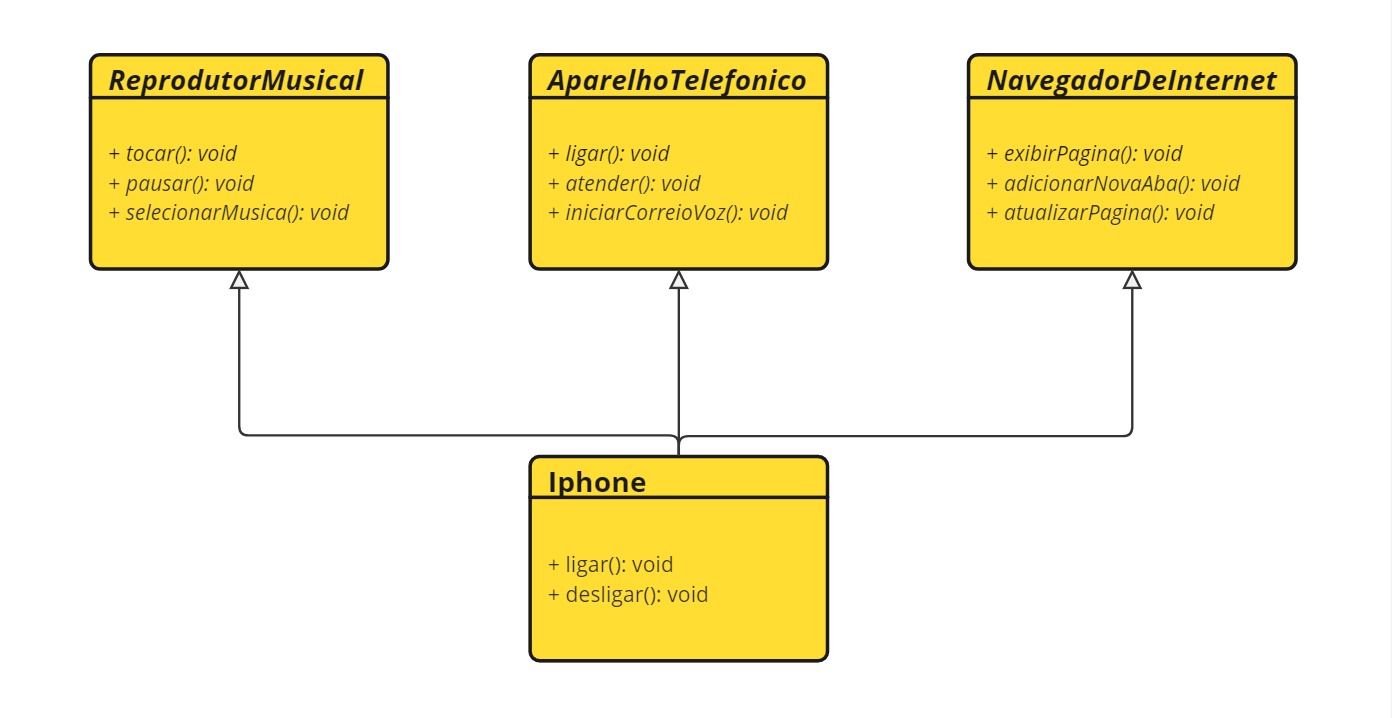 ReprodutorMusical
+ tocar(): void
+ pausar(): void
+ selecionarMusica(): void
AparelhoTelefonico
+ ligar(): void
+ atender(): void
+ iniciarCorreioVoz(): void
NavegadorDeInternet
+ exibirPagina(): void
+ adicionarNovaAba(): void
+ atualizarPagina(): void
Iphone
+ ligar(): void
+ desligar(): void